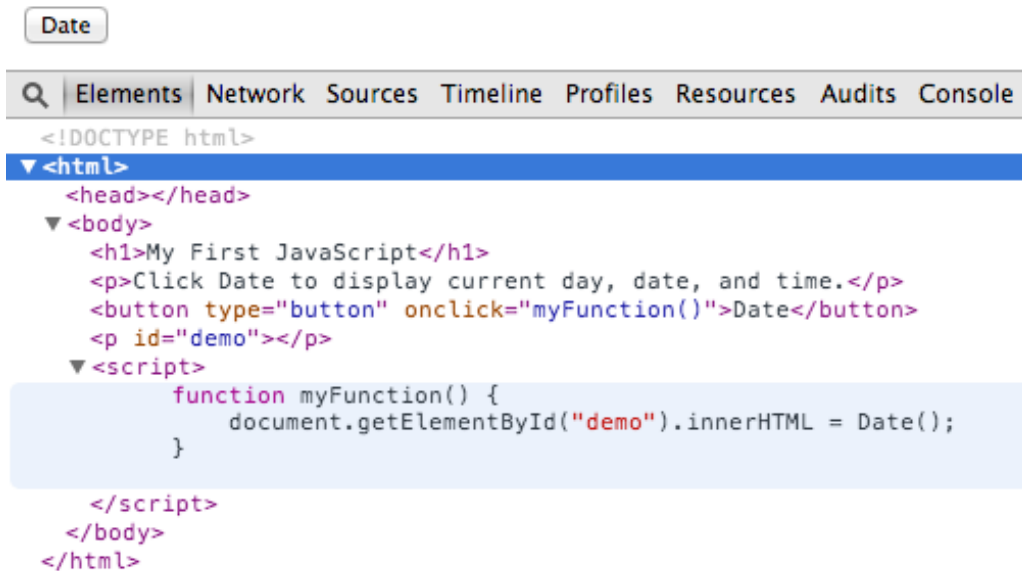 Date
Elements Network Sources Timeline Profiles Resources Audits Console
<!DOCTYPE html>
<html>
<head></head>
<body>
<h1>My First JavaScript</h1>
<p>Click Date to display current day, date, and time.</p>
<button type="button" onclick="myFunction()">Date</button>
<p id="demo"></p>
<script>
function myFunction() {
document.getElementById("demo").innerHTML = Date();
}
</script>
</body>
</html>